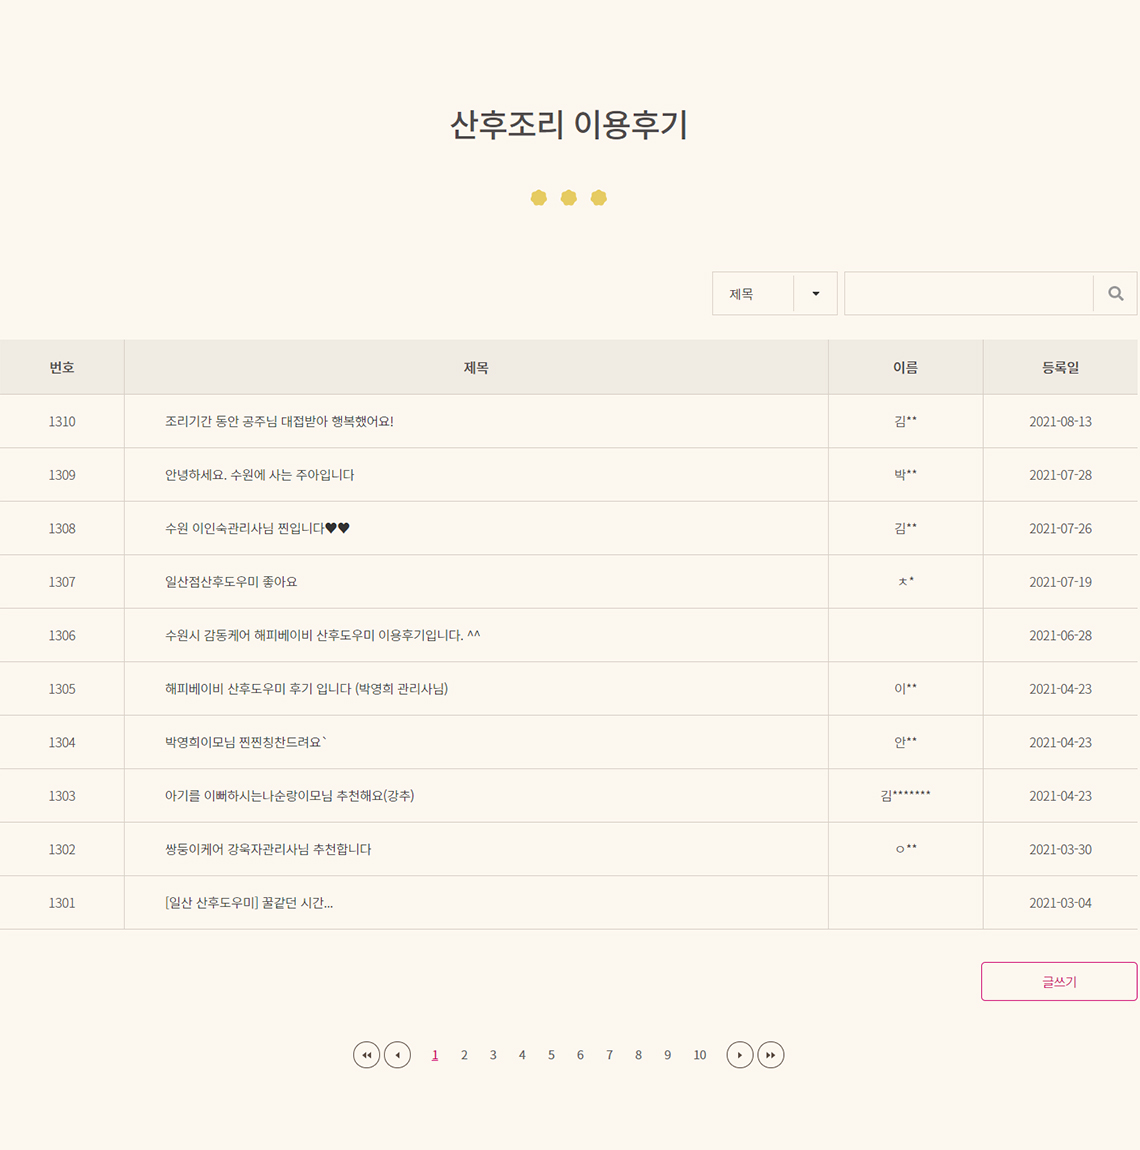 산후조리 이용후기
제목
번호 제목 이름 등록일
1310 조리기간 동안 공주님 대접받아 행복했어요! 김** 2021-08-13
1309 안녕하세요. 수원에 사는 주아입니다 박** 2021-07-28
1308 수원 이인숙관리사님 찐입니다♥♥ 김** 2021-07-26
1307 일산점산후도우미 좋아요 ㅊ* 2021-07-19
1306 수원시 감동케어 해피베이비 산후도우미 이용후기입니다. ^^ 2021-06-28
1305 해피베이비 산후도우미 후기 입니다 (박영희 관리사님) 이** 2021-04-23
1304 박영희이모님 찐찐칭찬드려요` 안** 2021-04-23
1303 아기를 이뻐하시는나순랑이모님 추천해요(강추) 김******* 2021-04-23
1302 쌍둥이케어 강욱자관리사님 추천합니다 ㅇ** 2021-03-30
1301 [일산 산후도우미] 꿀같던 시간... 2021-03-04
글쓰기
1 2 3 4 5 6 7 8 9 10